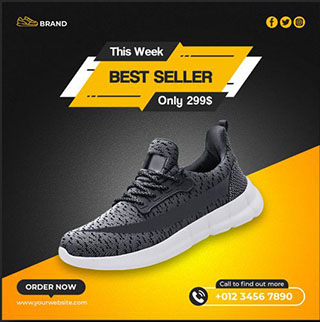 BRAND
This Week
BEST SELLER
Only 299$
ORDER NOW
www.yourwebsite.com
Call to find out more
+012 3456 7890